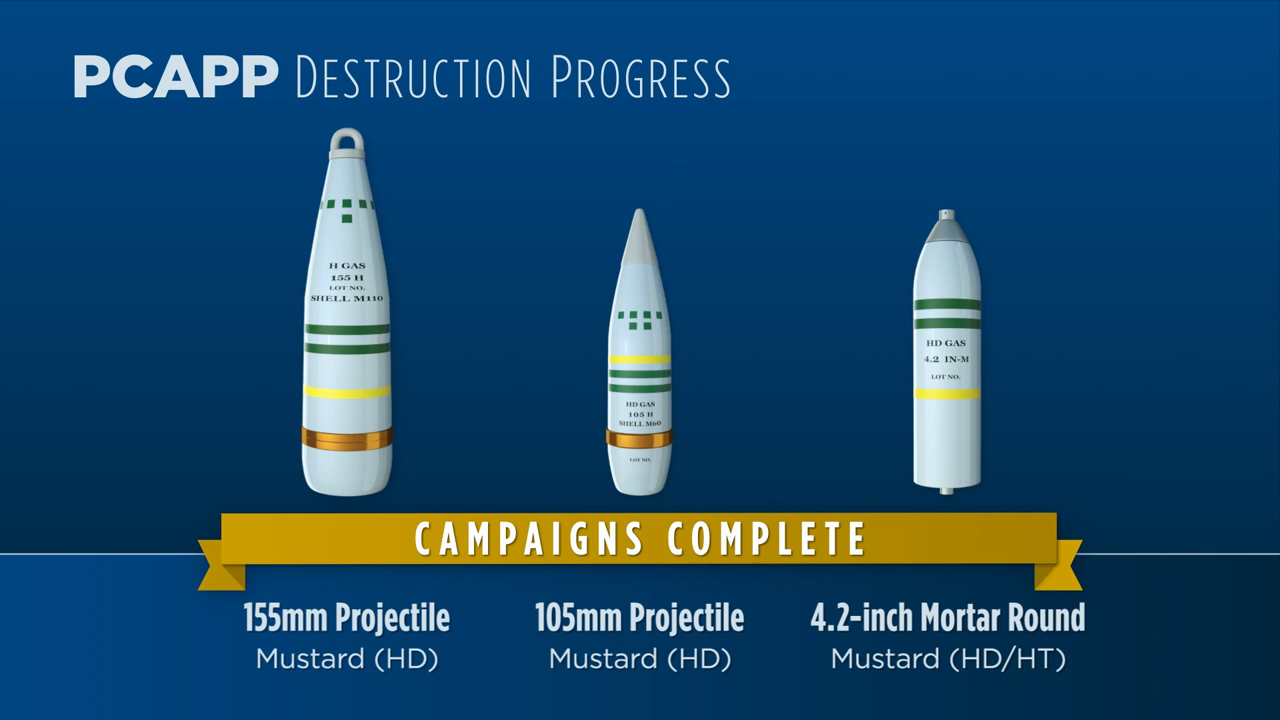 PCAPP DESTRUCTION PROGRESS
H GAS
155 H
LOT NO.
SHELL M110
HD GAS
105 H
SHELL M60
LOT NO.
HD GAS
4.2 IN-M
LOT NO.
CAMPAIGNS COMPLETE
155mm Projectile
Mustard (HD)
105mm Projectile
Mustard (HD)
4.2-inch Mortar Round
Mustard (HD/HT)